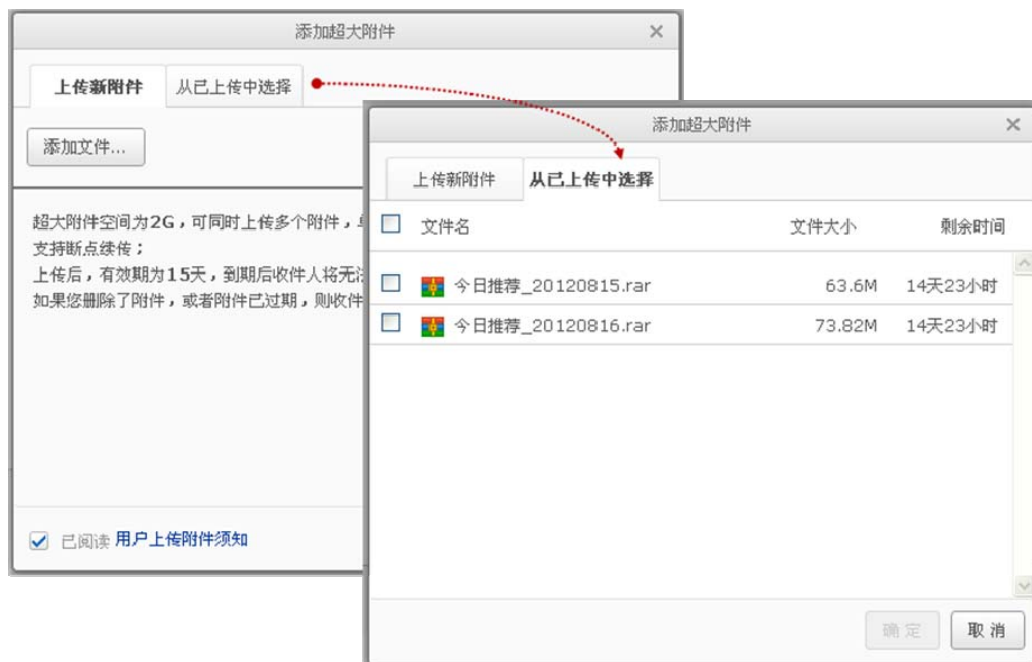 添加超大附件
上传新附件 从已上传中选择
添加文件...
超大附件空间为2G，可同时上传多个附件，
支持断点续传；
上传后，有效期为15天，到期后收件人将无法
如果您删除了附件，或者附件已过期，则收件
已阅读 用户上传附件须知
添加超大附件
上传新附件 从已上传中选择
文件名 文件大小 剩余时间
今日推荐_20120815.rar 63.6M 14天23小时
今日推荐_20120816.rar 73.82M 14天23小时
确定 取消